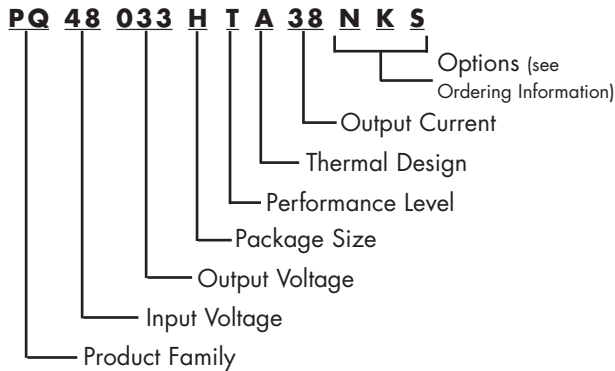 PQ 48 033 H T A 38 N K S
Options (see
Ordering Information)
Output Current
Thermal Design
Performance Level
Package Size
Output Voltage
Input Voltage
Product Family